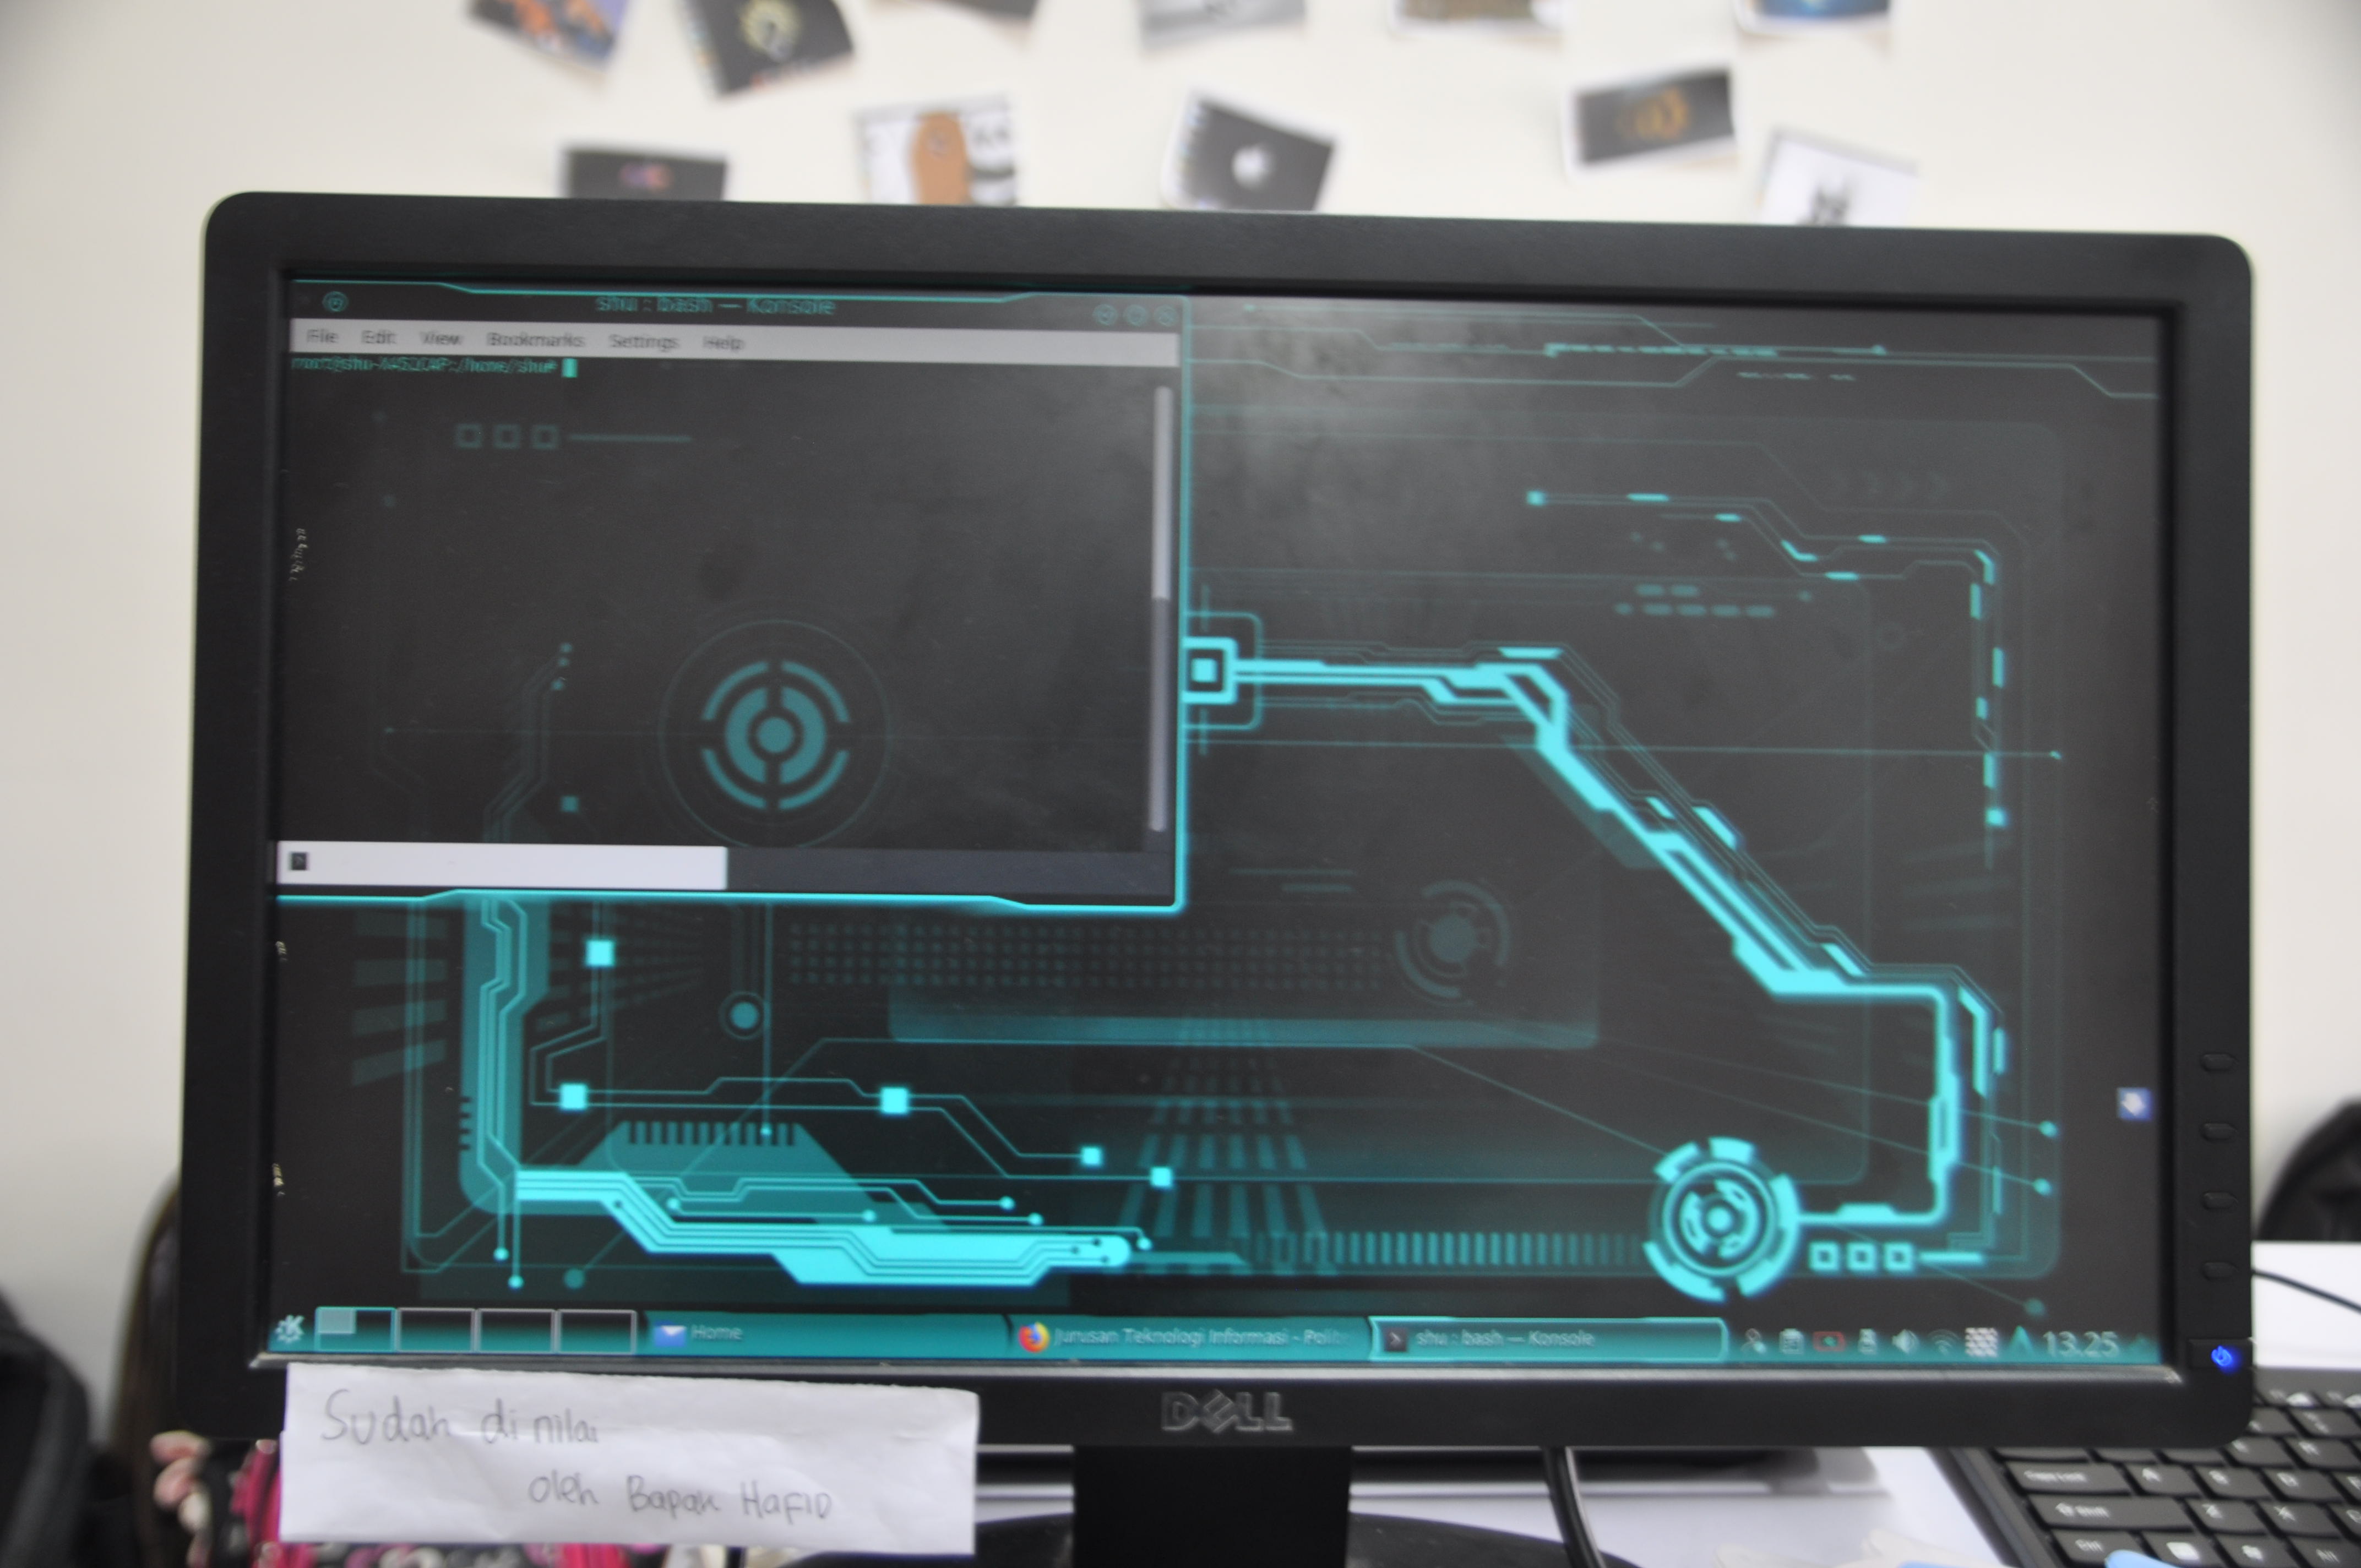 shu : bash — Konsole
File Edit View Bookmarks Settings Help
Home
Jurusan Teknologi Informasi - Polit
shu : bash — Konsole
13.25
DELL
Sudah di nilai
oleh Bapak HAFID